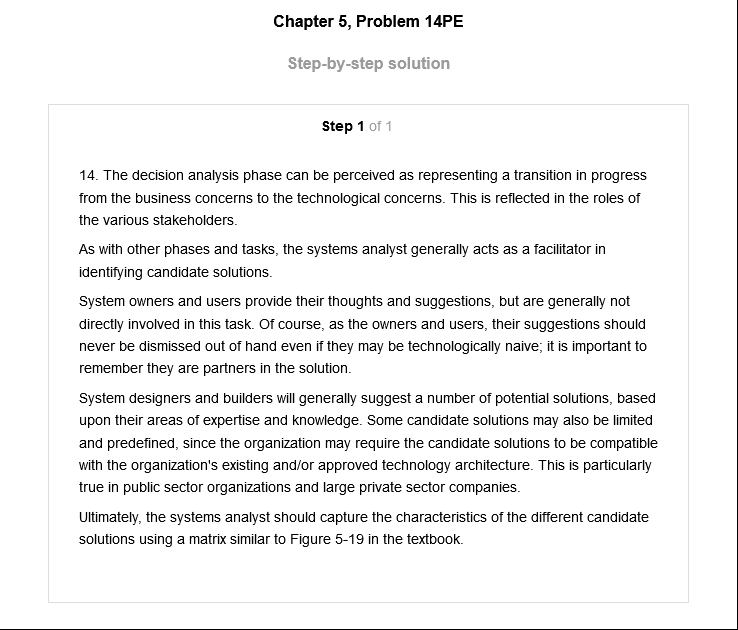 Chapter 5, Problem 14PE
Step-by-step solution
Step 1 of 1
14. The decision analysis phase can be perceived as representing a transition in progress
from the business concerns to the technological concerns. This is reflected in the roles of
the various stakeholders.
As with other phases and tasks, the systems analyst generally acts as a facilitator in
identifying candidate solutions.
System owners and users provide their thoughts and suggestions, but are generally not
directly involved in this task. Of course, as the owners and users, their suggestions should
never be dismissed out of hand even if they may be technologically naive; it is important to
remember they are partners in the solution.
System designers and builders will generally suggest a number of potential solutions, based
upon their areas of expertise and knowledge. Some candidate solutions may also be limited
and predefined, since the organization may require the candidate solutions to be compatible
with the organization's existing and/or approved technology architecture. This is particularly
true in public sector organizations and large private sector companies.
Ultimately, the systems analyst should capture the characteristics of the different candidate
solutions using a matrix similar to Figure 5-19 in the textbook.